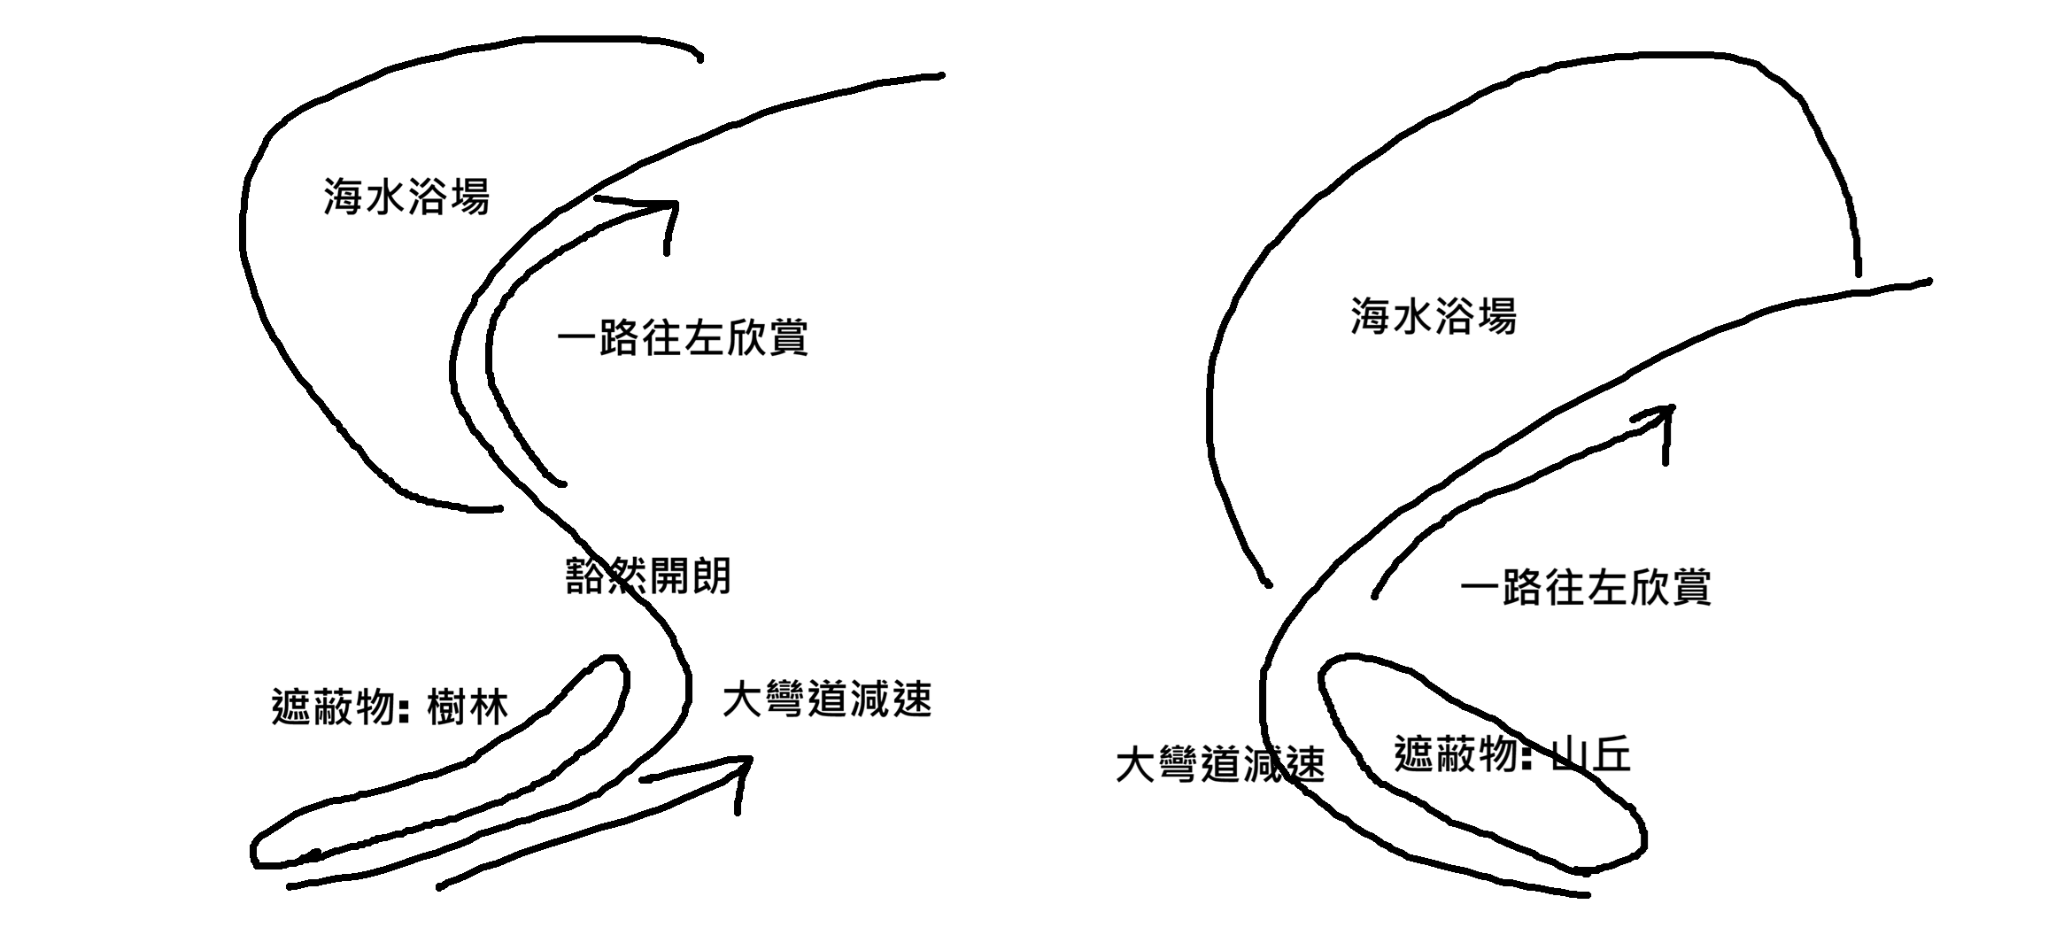 海水浴場
一路往左欣賞
豁然開朗
遮蔽物: 樹林
大彎道減速
海水浴場
一路往左欣賞
大彎道減速
遮蔽物: 山丘